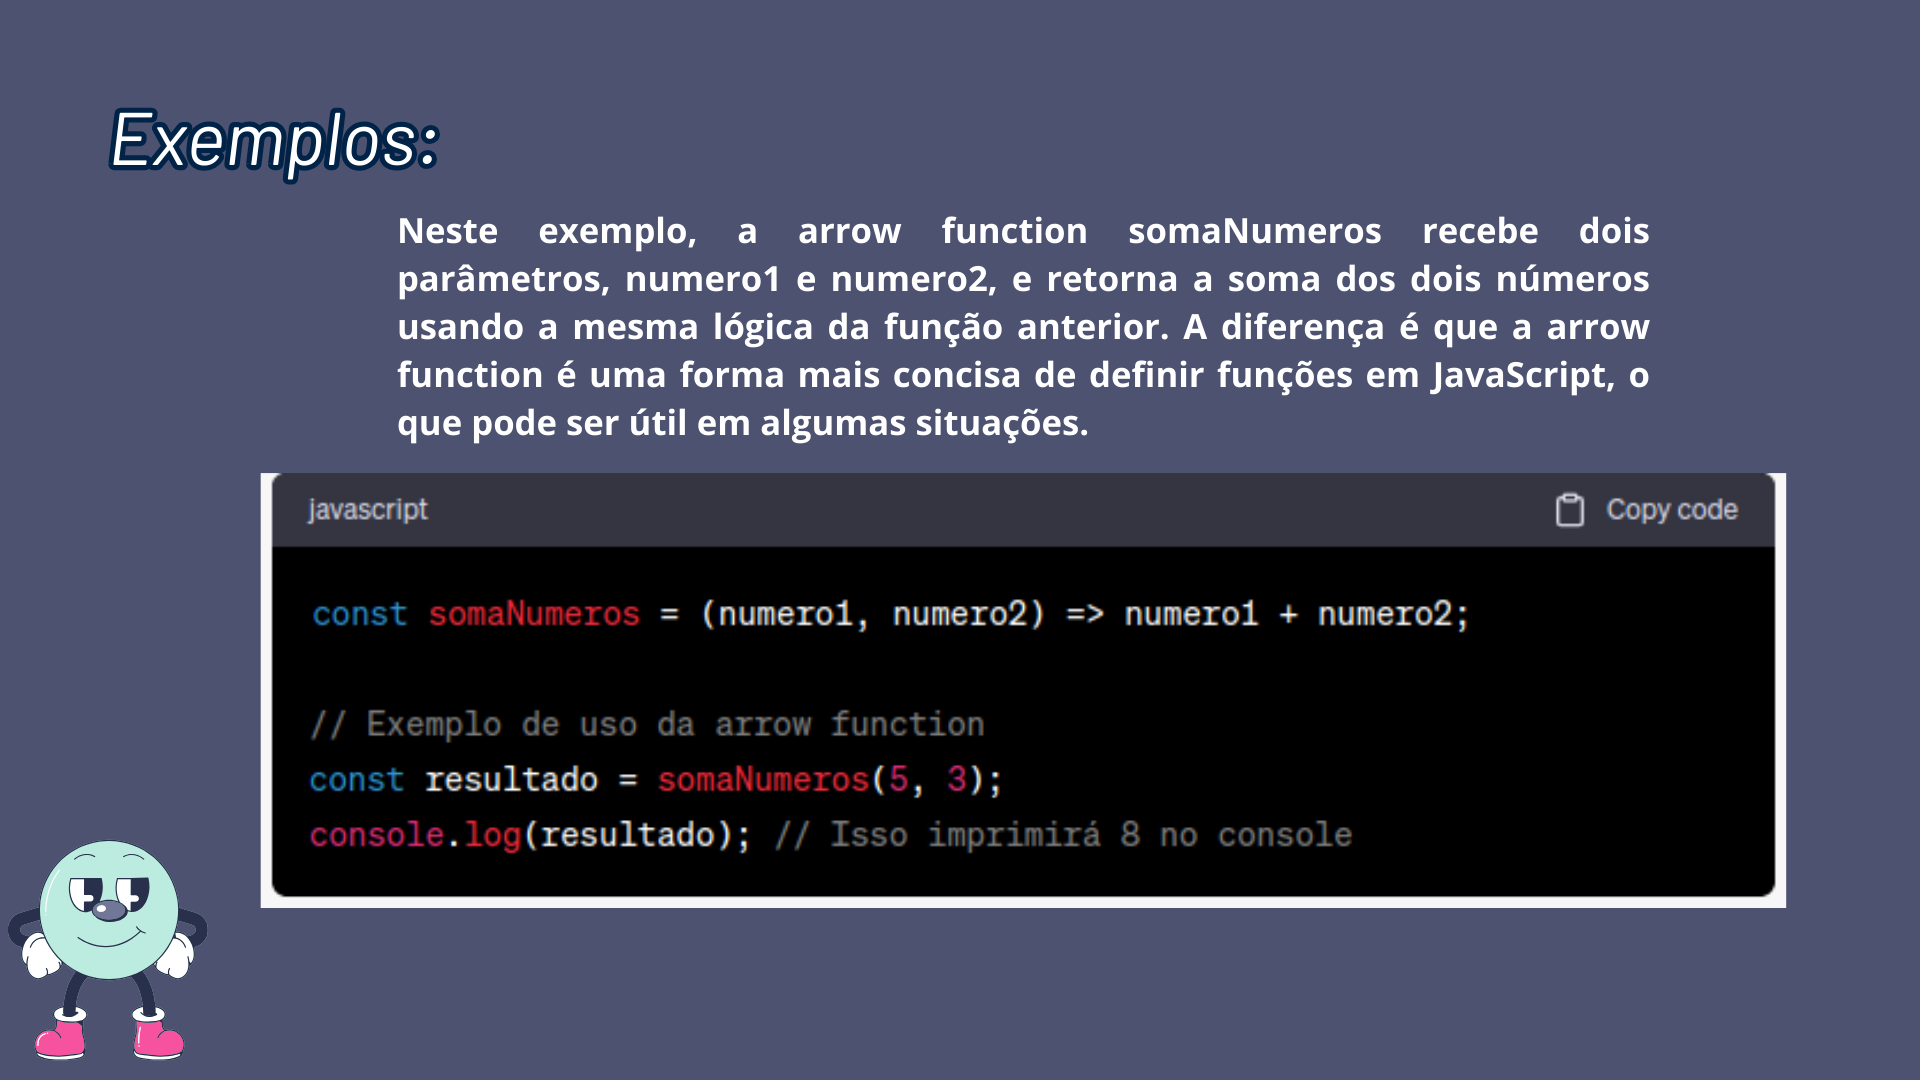 Exemplos:
Neste exemplo, a arrow function somaNumeros recebe dois
parâmetros, numero1 e numero2, e retorna a soma dos dois números
usando a mesma lógica da função anterior. A diferença é que a arrow
function é uma forma mais concisa de definir funções em JavaScript, o
que pode ser útil em algumas situações.
javascript Copy code
const somaNumeros = (numero1, numero2) => numero1 + numero2;
// Exemplo de uso da arrow function
const resultado = somaNumeros(5, 3);
console.log(resultado); // Isso imprimirá 8 no console